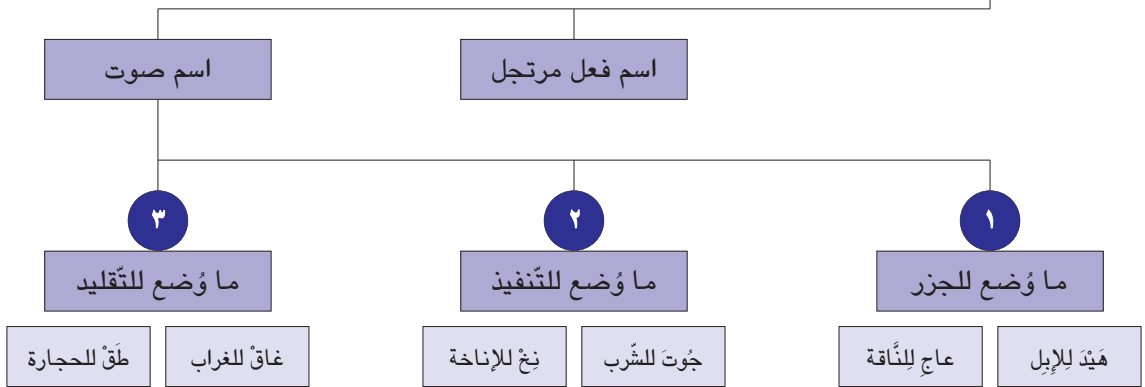 اسم فعل مرتجل
اسم صوت
١
٢
٣
ما وُضع للجزر
ما وُضع للتّنفيذ
ما وُضع للتّقليد
هَيْدَ لِلإِبِل
عاجِ لِلنَّاقة
جُوتَ للشّرب
نِخْ للإناخة
غاقْ للغراب
طَقْ للحجارة